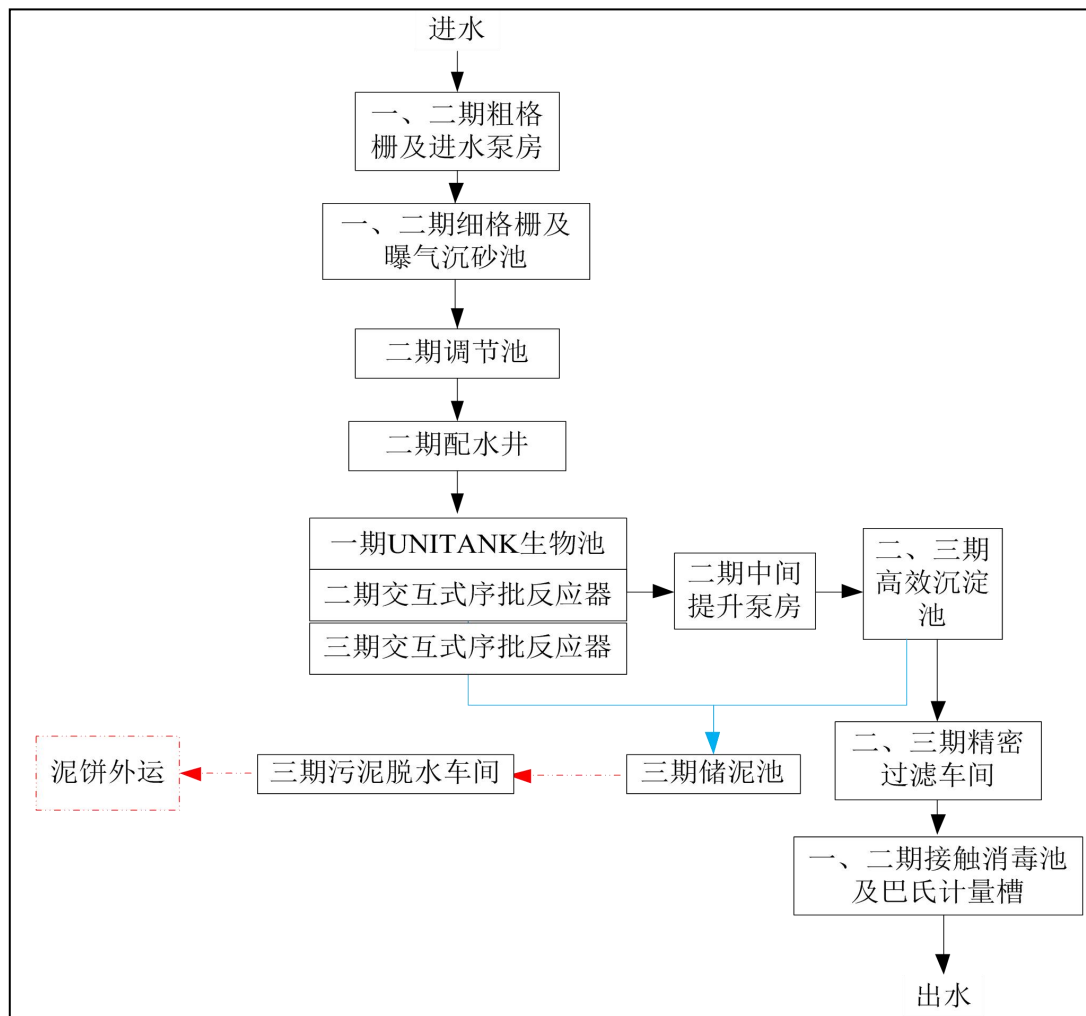 进水
一、二期粗格
栅及进水泵房
一、二期细格栅及
曝气沉砂池
二期调节池
二期配水井
一期UNITANK生物池
二期交互式序批反应器
三期交互式序批反应器
二期中间
提升泵房
二、三期
高效沉淀
池
泥饼外运
三期污泥脱水车间
三期储泥池
二、三期精密
过滤车间
一、二期接触消毒池
及巴氏计量槽
出水